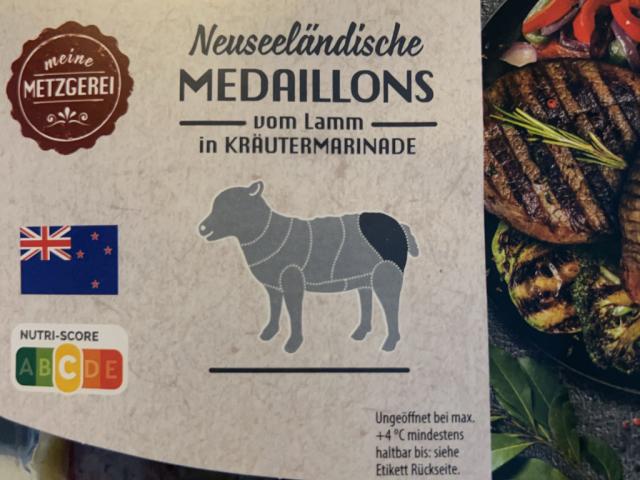 meine
METZGEREI
Neuseeländische
MEDAILLONS
vom Lamm
in KRÄUTERMARINADE
NUTRI-SCORE
ABCDE
Ungeöffnet bei max.
+4 °C mindestens
haltbar bis: siehe
Etikett Rückseite.